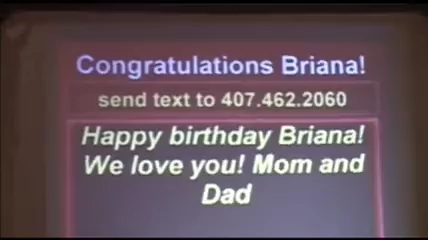 Congratulations Briana!
send text to 407.462.2060
Happy birthday Briana!
We love you! Mom and
Dad